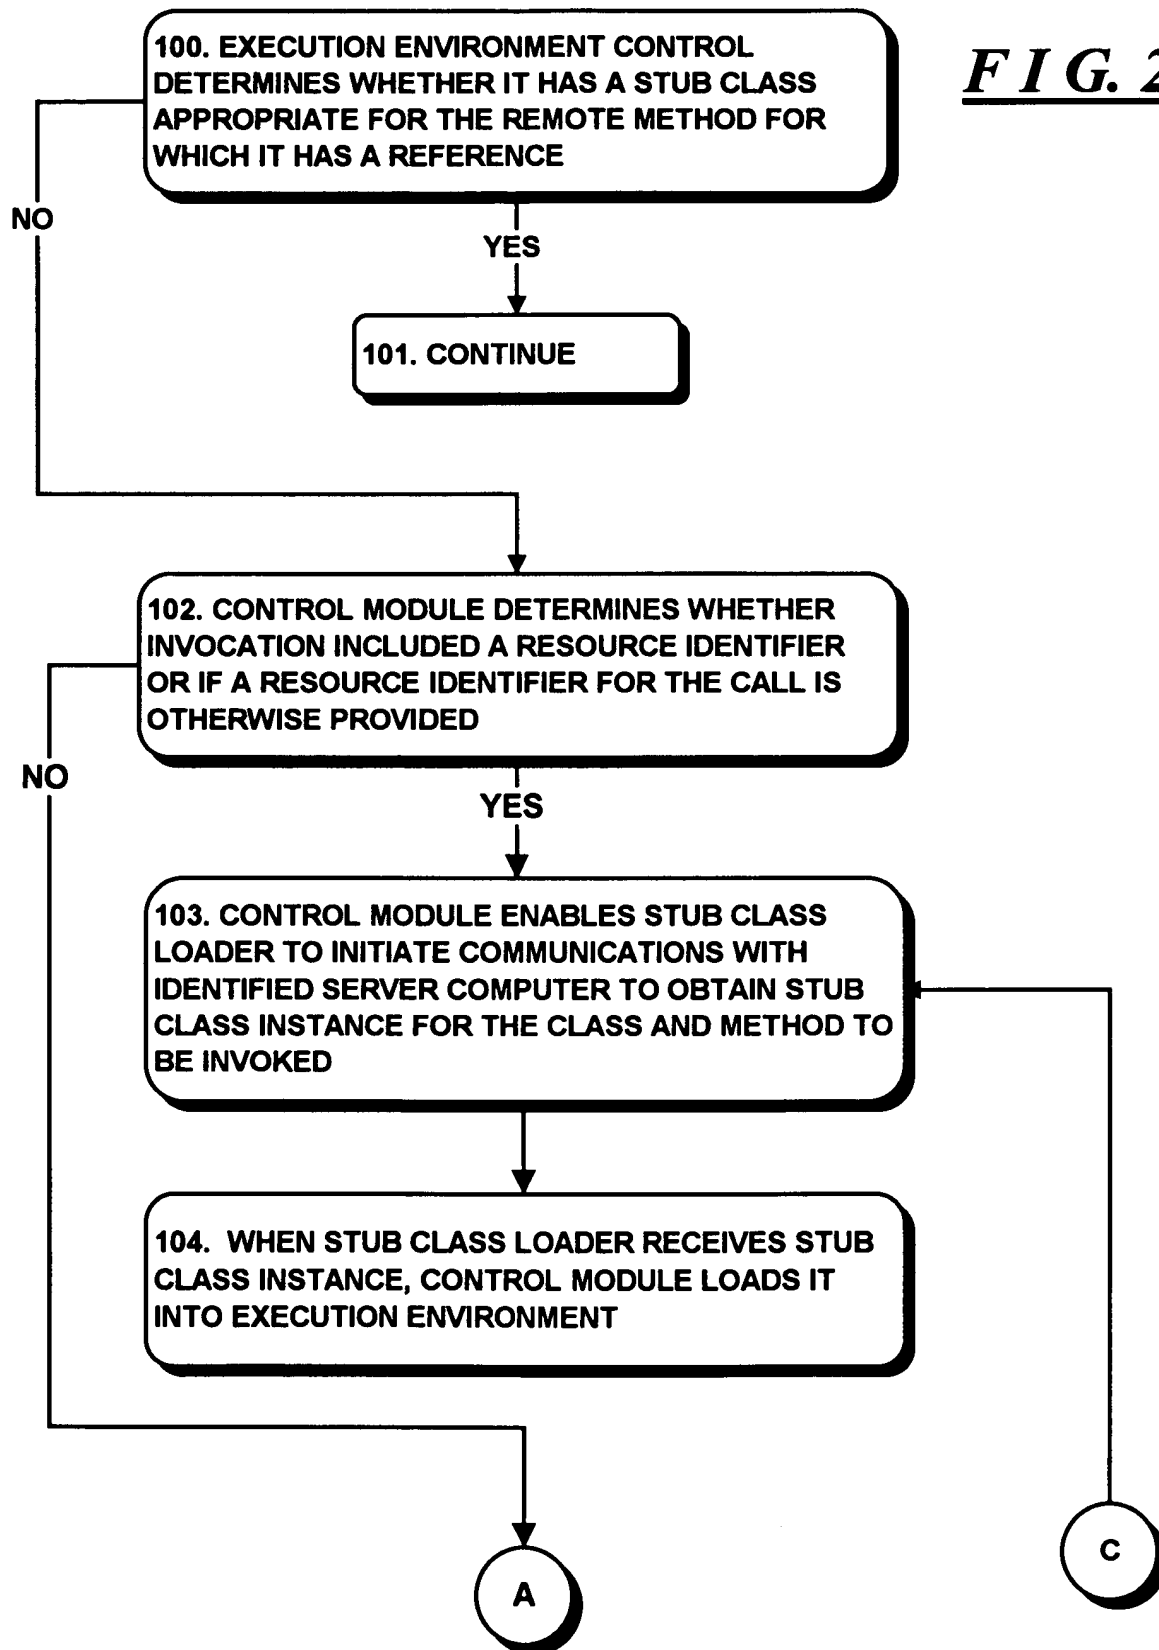 100. EXECUTION ENVIRONMENT CONTROL
DETERMINES WHETHER IT HAS A STUB CLASS
APPROPRIATE FOR THE REMOTE METHOD FOR
WHICH IT HAS A REFERENCE
F I G. 2
NO
YES
101. CONTINUE
102. CONTROL MODULE DETERMINES WHETHER
INVOCATION INCLUDED A RESOURCE IDENTIFIER
OR IF A RESOURCE IDENTIFIER FOR THE CALL IS
OTHERWISE PROVIDED
NO
YES
103. CONTROL MODULE ENABLES STUB CLASS
LOADER TO INITIATE COMMUNICATIONS WITH
IDENTIFIED SERVER COMPUTER TO OBTAIN STUB
CLASS INSTANCE FOR THE CLASS AND METHOD TO
BE INVOKED
104. WHEN STUB CLASS LOADER RECEIVES STUB
CLASS INSTANCE, CONTROL MODULE LOADS IT
INTO EXECUTION ENVIRONMENT
A
C